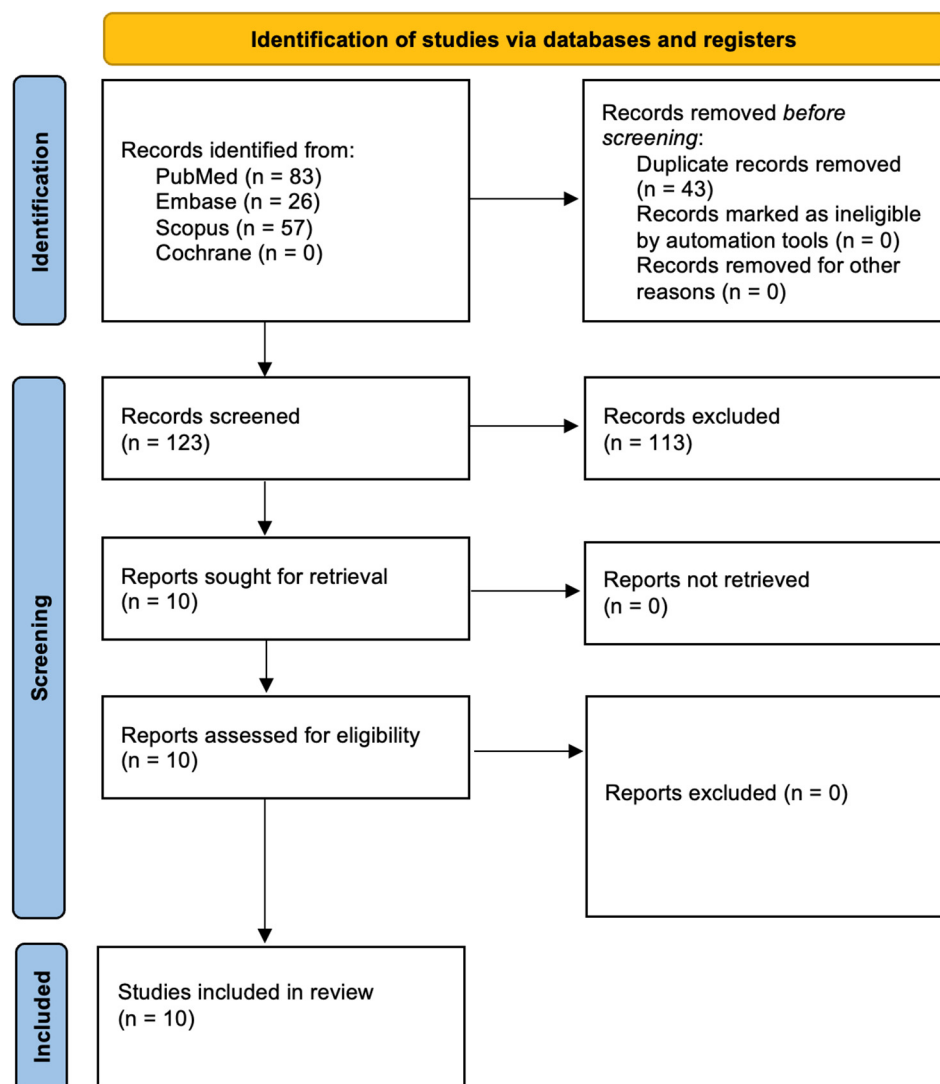 Identification of studies via databases and registers
Identification
Records identified from:
PubMed (n = 83)
Embase (n = 26)
Scopus (n = 57)
Cochrane (n = 0)
Records removed before
screening:
Duplicate records removed
(n = 43)
Records marked as ineligible
by automation tools (n = 0)
Records removed for other
reasons (n = 0)
Screening
Records screened
(n = 123)
Records excluded
(n = 113)
Reports sought for retrieval
(n = 10)
Reports not retrieved
(n = 0)
Reports assessed for eligibility
(n = 10)
Reports excluded (n = 0)
Included
Studies included in review
(n = 10)